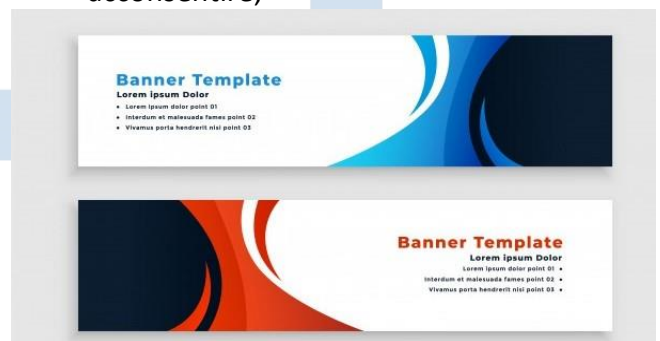 acconsentire,
Banner Template
Lorem ipsum Dolor
• Lorem ipsum dolor point 01
• Interdum et malesuada fames point 02
• Vivamus porta hendrerit nisi point 03
Banner Template
Lorem ipsum Dolor
Lorem ipsum dolor point 01 •
Interdum et malesuada fames point 02 •
Vivamus porta hendrerit nisi point 03 •